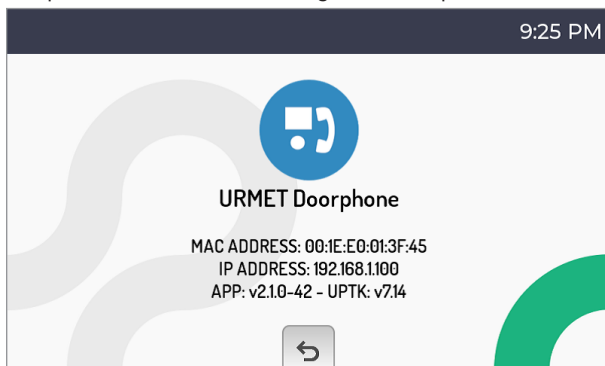 9:25 PM
URMET Doorphone
MAC ADDRESS: 00:1E:E0:01:3F:45
IP ADDRESS: 192.168.1.100
APP: v2.1.0-42 - UPTK: v7.14